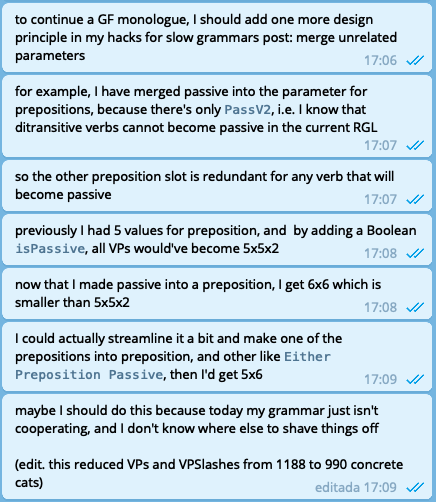 to continue a GF monologue, I should add one more design
principle in my hacks for slow grammars post: merge unrelated
parameters
17:06
for example, I have merged passive into the parameter for
prepositions, because there's only PassV2, i.e. I know that
ditransitive verbs cannot become passive in the current RGL
17:07
so the other preposition slot is redundant for any verb that will
become passive
17:07
previously I had 5 values for preposition, and by adding a Boolean
isPassive, all VPs would've become 5x5x2
17:08
now that I made passive into a preposition, I get 6x6 which is
smaller than 5x5x2
17:08
I could actually streamline it a bit and make one of the
prepositions into preposition, and other like Either
Preposition Passive, then I'd get 5x6
17:09
maybe I should do this because today my grammar just isn't
cooperating, and I don't know where else to shave things off
(edit. this reduced VPs and VPSlashes from 1188 to 990 concrete
cats)
editada 17:09